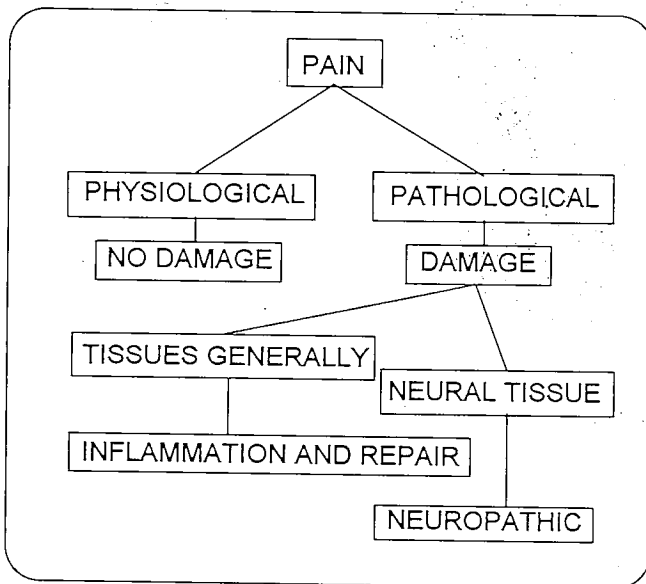 PAIN
PHYSIOLOGICAL
PATHOLOGICAL
NO DAMAGE
DAMAGE
TISSUES GENERALLY
NEURAL TISSUE
INFLAMMATION AND REPAIR
NEUROPATHIC